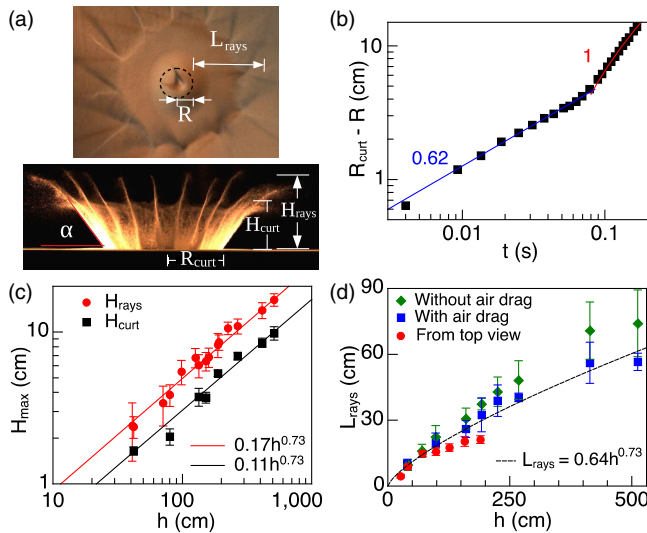 (a)
L_rays
R
α
H_curt
H_rays
R_curt
(b)
R_curt - R (cm)
10
1
0.62
1
0.01
0.1
t (s)
(c)
H_max (cm)
10
1
H_rays
H_curt
0.17h^0.73
0.11h^0.73
10
100
1,000
h (cm)
(d)
L_rays (cm)
90
60
30
0
Without air drag
With air drag
From top view
L_rays = 0.64h^0.73
0
250
500
h (cm)